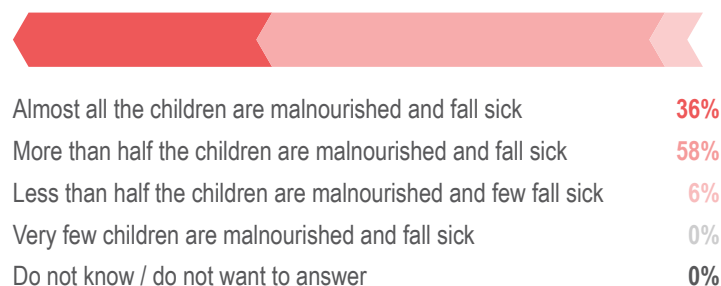 Almost all the children are malnourished and fall sick 36%
More than half the children are malnourished and fall sick 58%
Less than half the children are malnourished and few fall sick 6%
Very few children are malnourished and fall sick 0%
Do not know / do not want to answer 0%